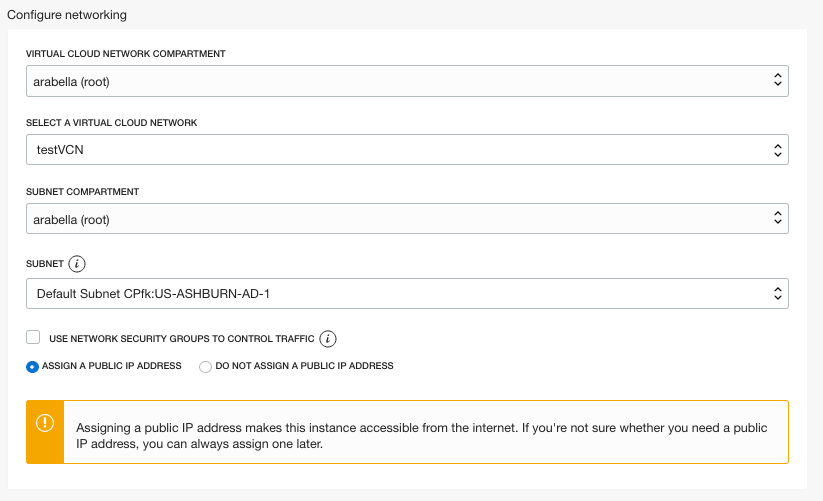 Configure networking
VIRTUAL CLOUD NETWORK COMPARTMENT
arabella (root)
SELECT A VIRTUAL CLOUD NETWORK
testVCN
SUBNET COMPARTMENT
arabella (root)
SUBNET i
Default Subnet CPfk:US-ASHBURN-AD-1
USE NETWORK SECURITY GROUPS TO CONTROL TRAFFIC i
ASSIGN A PUBLIC IP ADDRESS DO NOT ASSIGN A PUBLIC IP ADDRESS
Assigning a public IP address makes this instance accessible from the internet. If you're not sure whether you need a public
IP address, you can always assign one later.